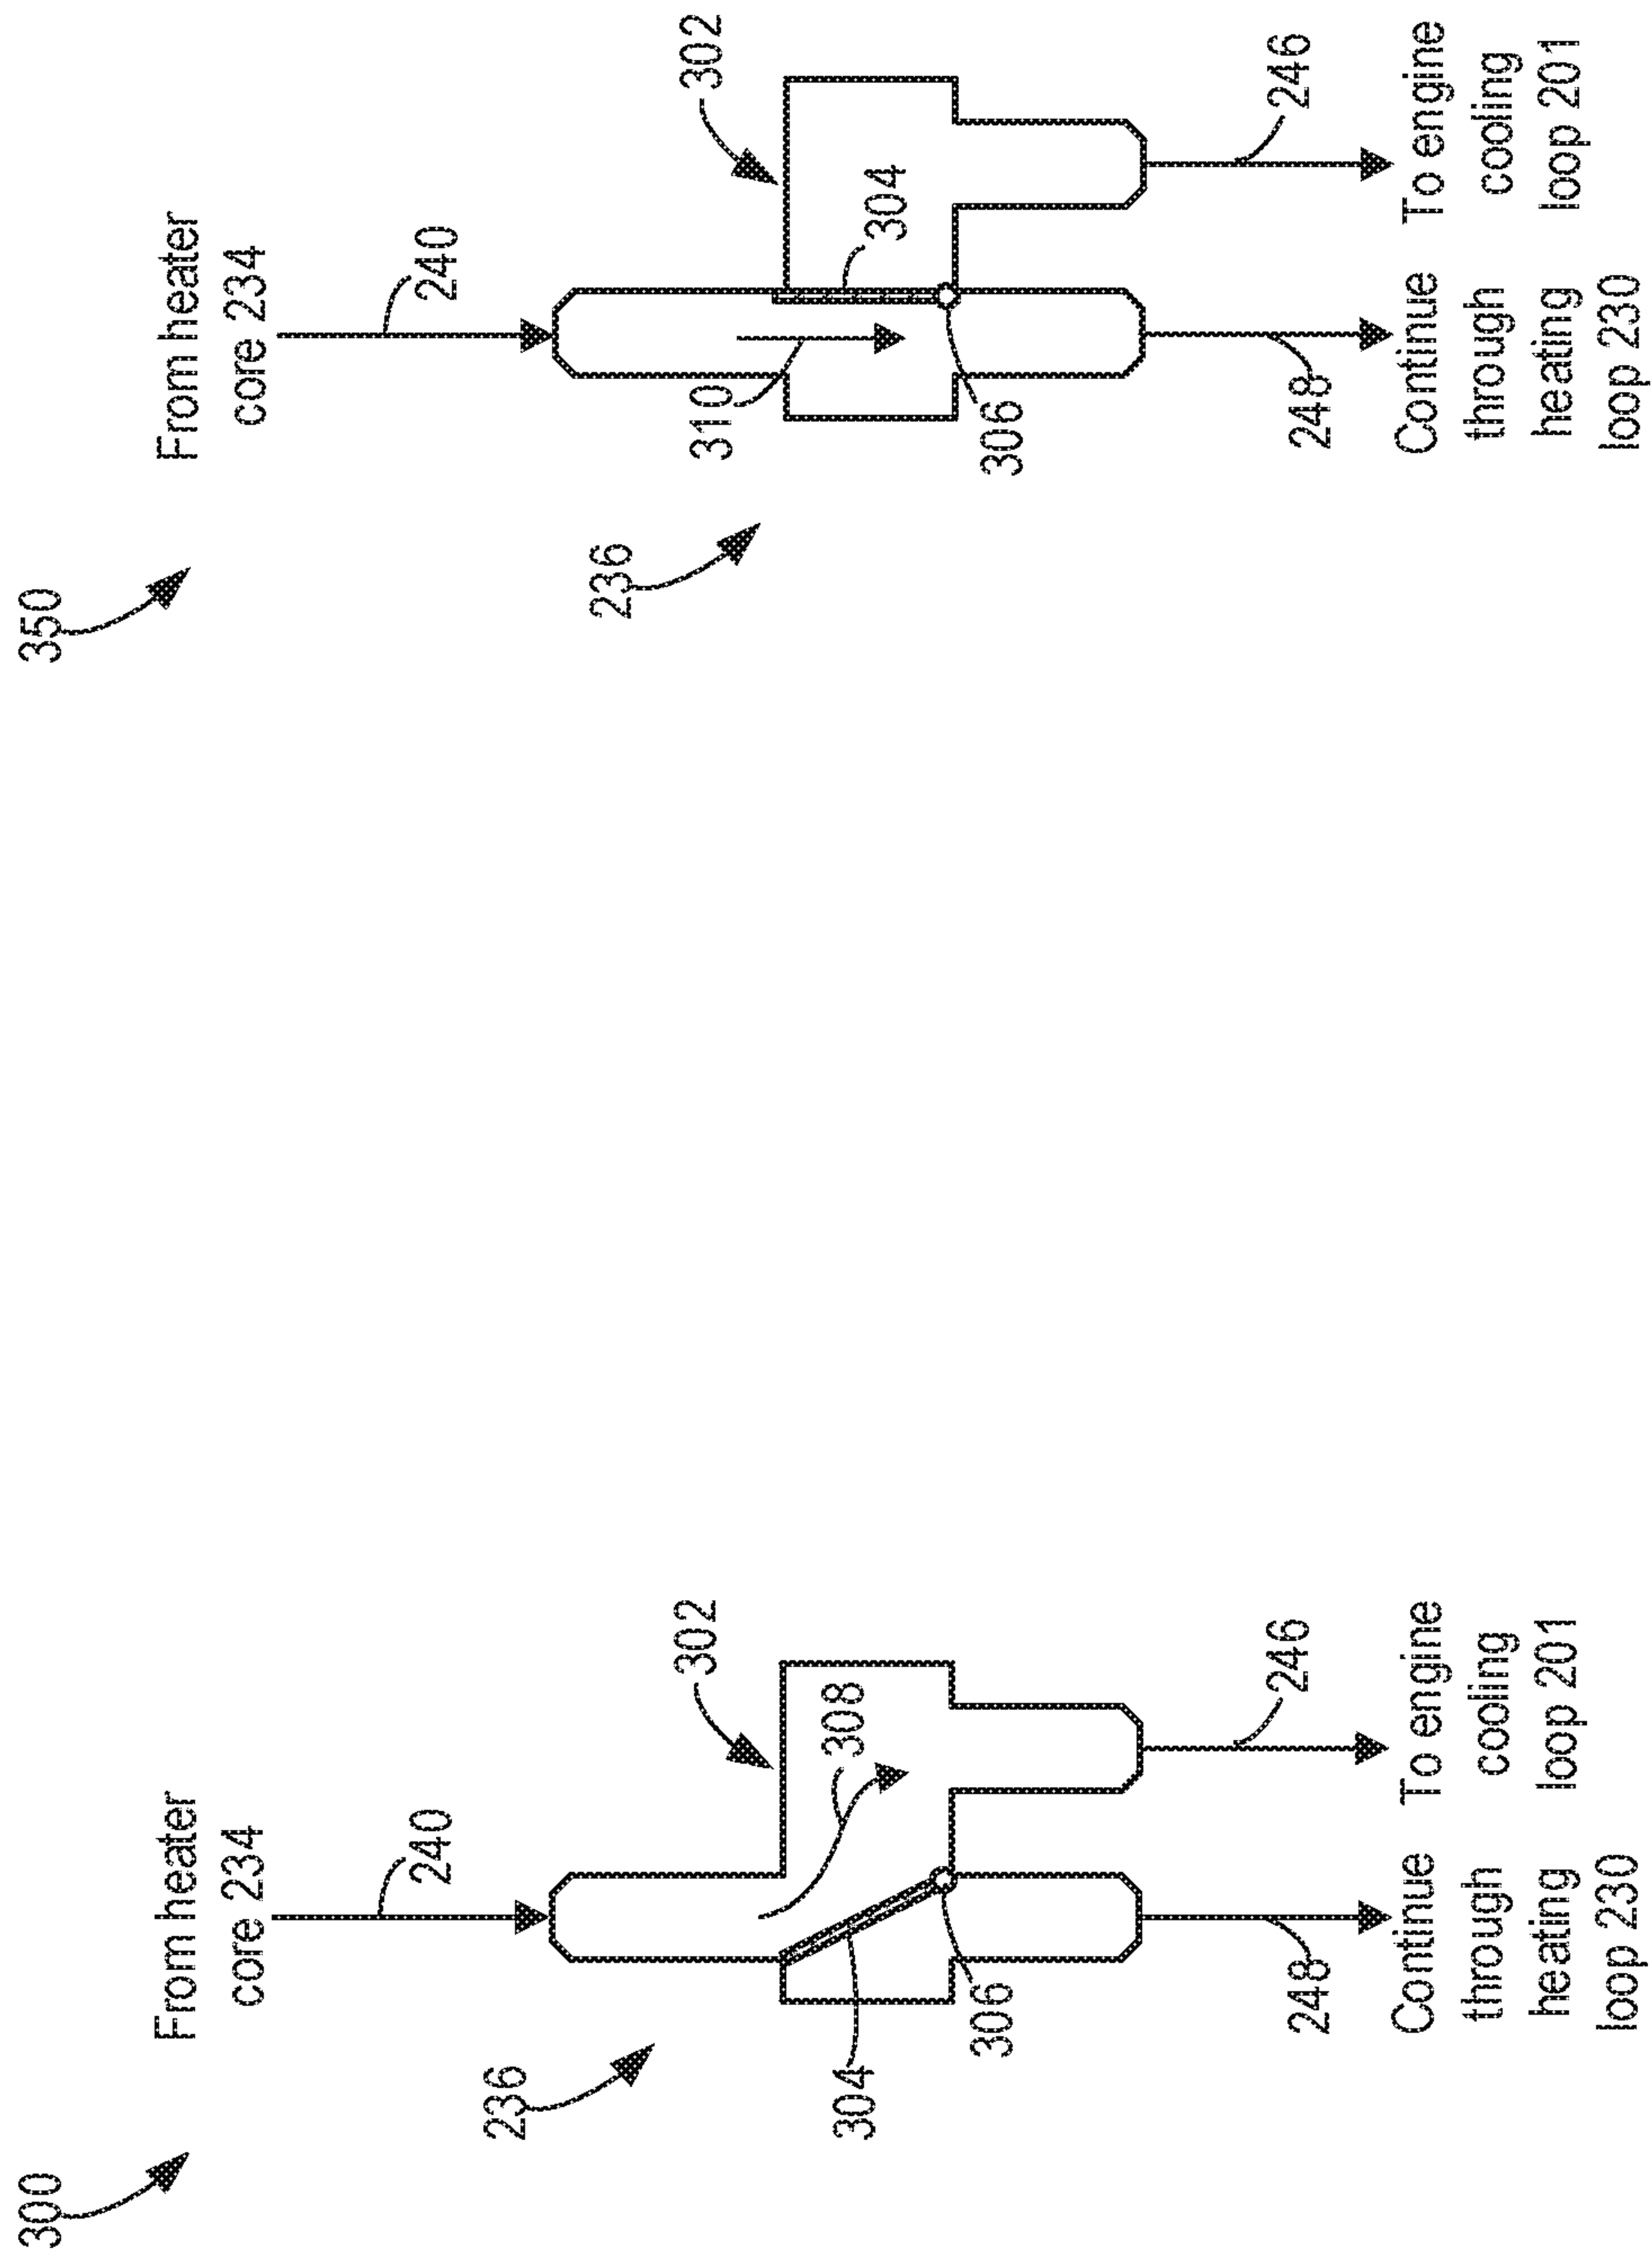 300
From heater
core 234
240
236
302
308
304
306
248
246
Continue
through
heating
loop 230
To engine
cooling
loop 201
350
From heater
core 234
240
236
302
310
304
306
248
246
Continue
through
heating
loop 230
To engine
cooling
loop 201